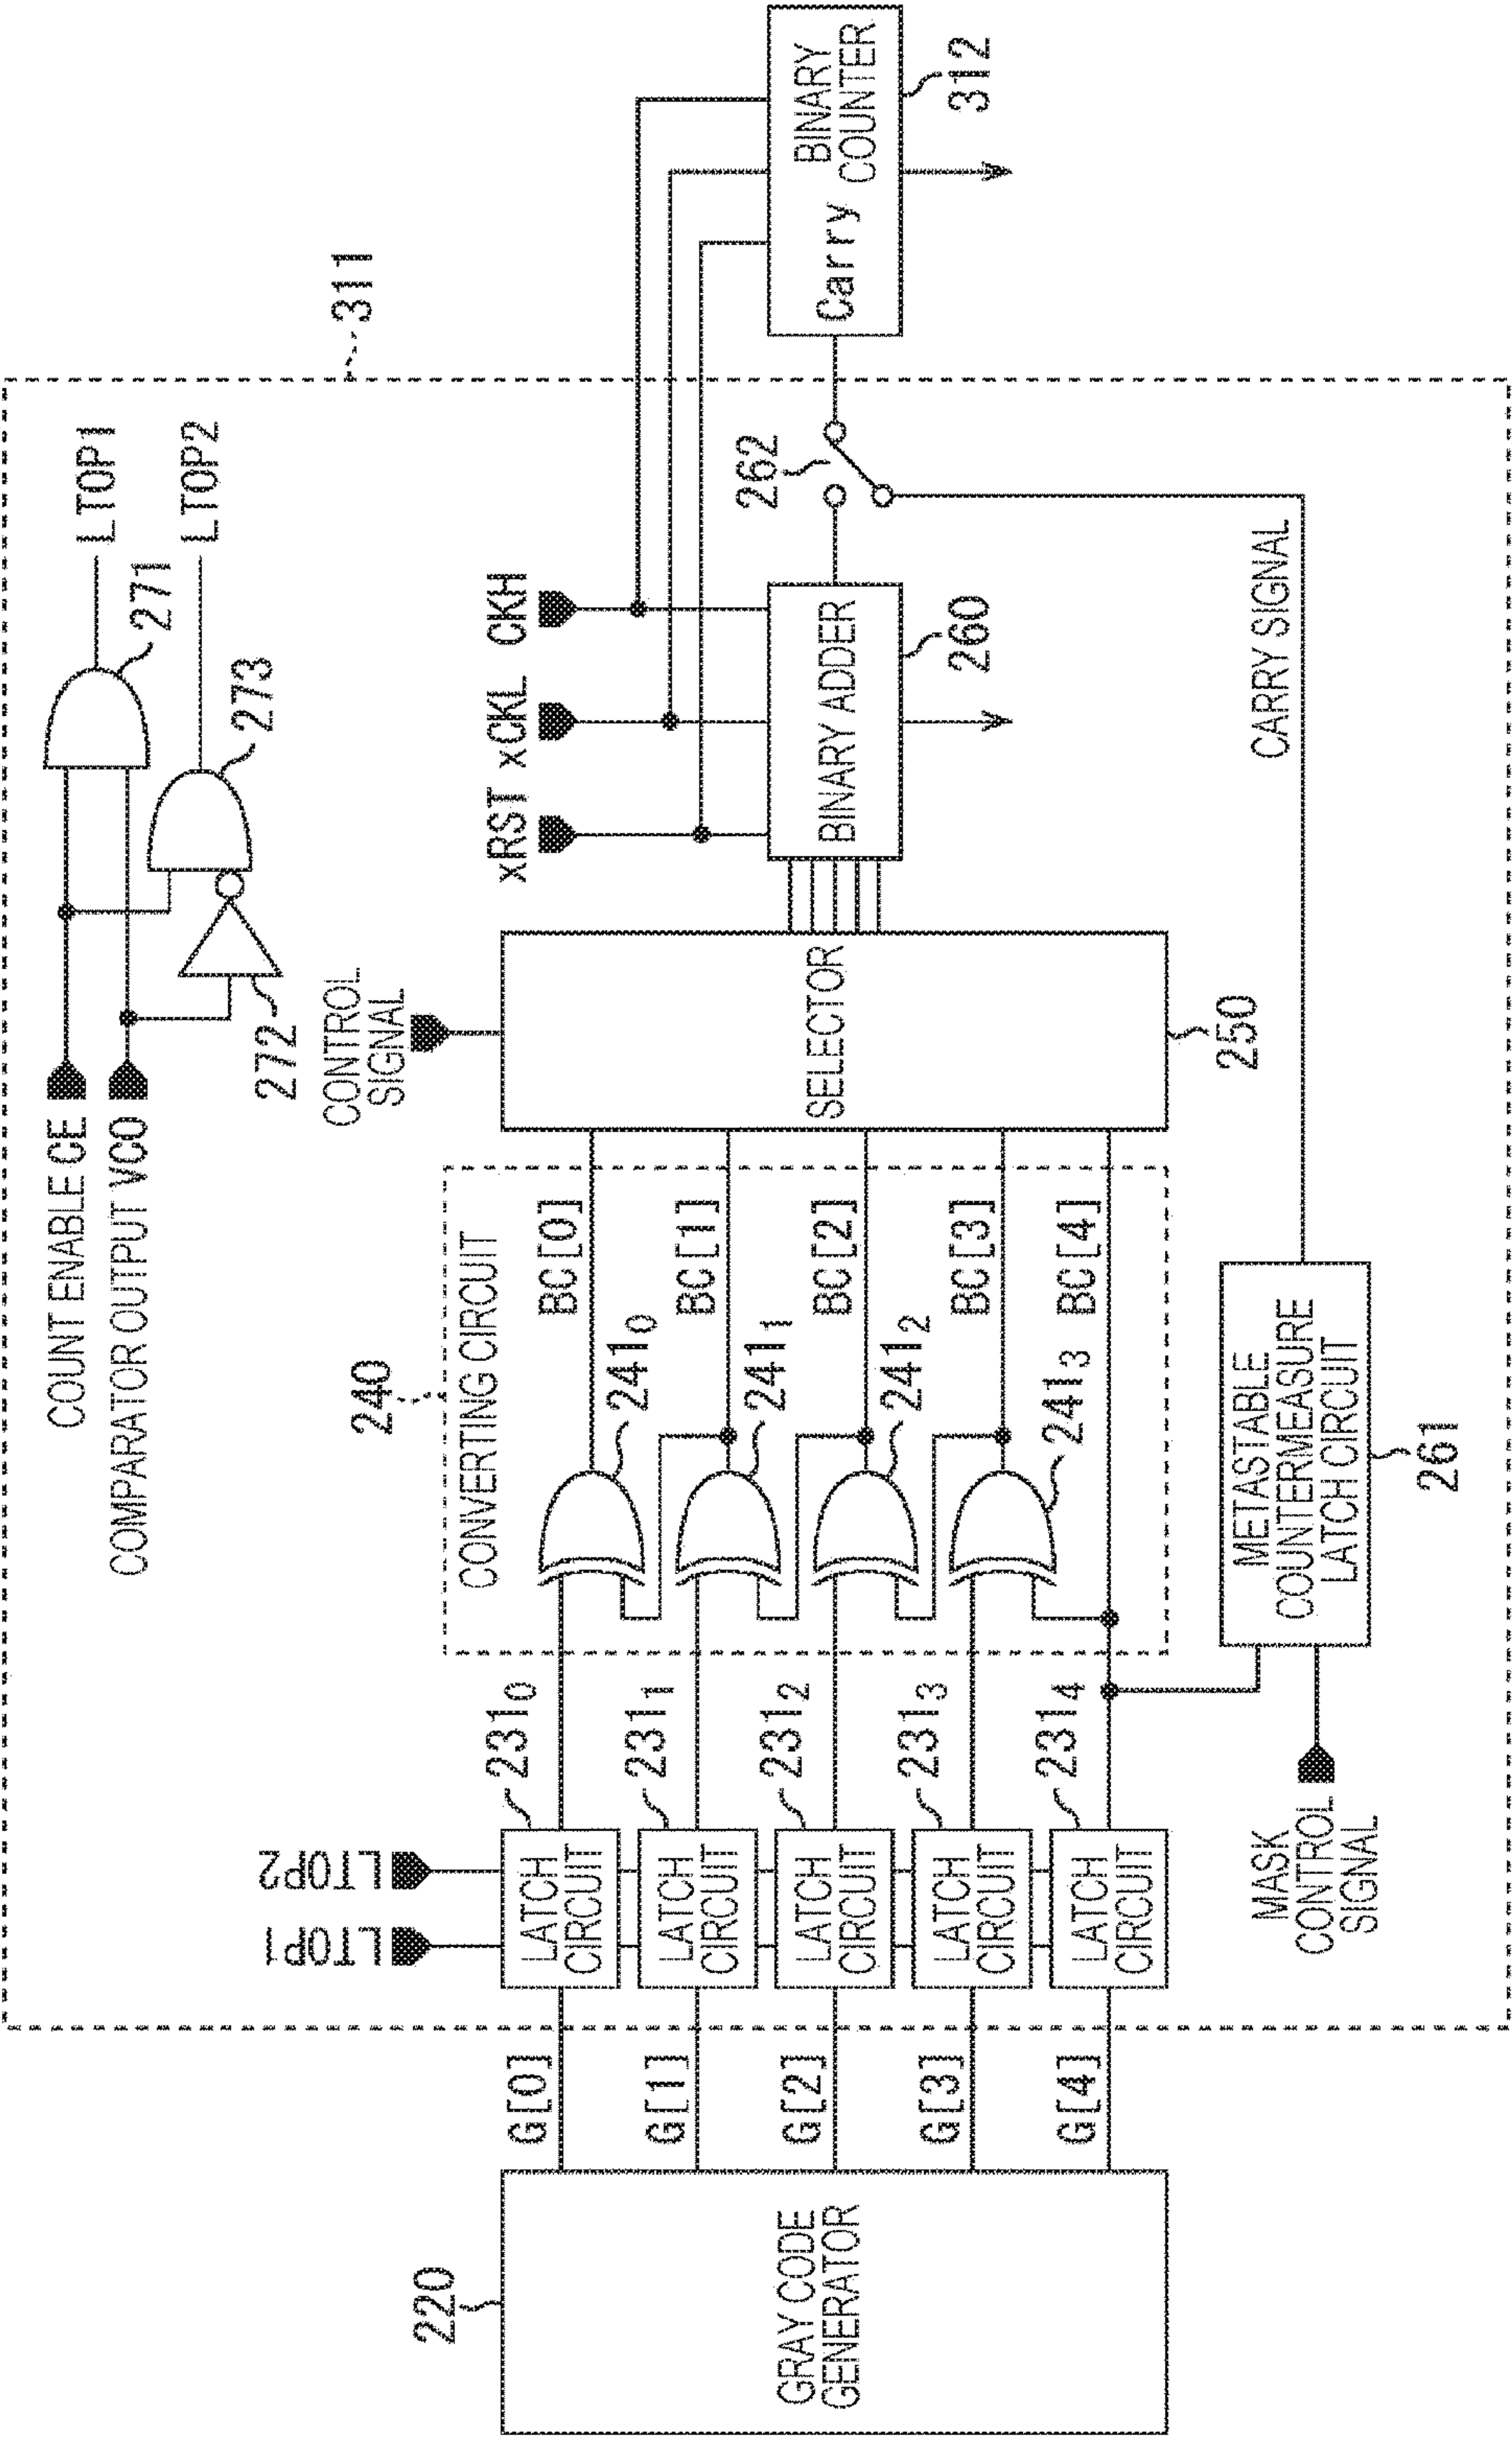 COUNT ENABLE CE
COMPARATOR OUTPUT VCO
LTOP1
LTOP2
271
272
273
311
220
GRAY CODE
GENERATOR
G[0]
G[1]
G[2]
G[3]
G[4]
LTOP1
LTOP2
LATCH
CIRCUIT
LATCH
CIRCUIT
LATCH
CIRCUIT
LATCH
CIRCUIT
LATCH
CIRCUIT
231₀
231₁
231₂
231₃
231₄
240
CONVERTING CIRCUIT
241₀
241₁
241₂
241₃
BC[0]
BC[1]
BC[2]
BC[3]
BC[4]
CONTROL
SIGNAL
SELECTOR
250
xRST
xCKL
CKH
BINARY ADDER
260
262
Carry
BINARY
COUNTER
312
MASK
CONTROL
SIGNAL
METASTABLE
COUNTERMEASURE
LATCH CIRCUIT
261
CARRY SIGNAL